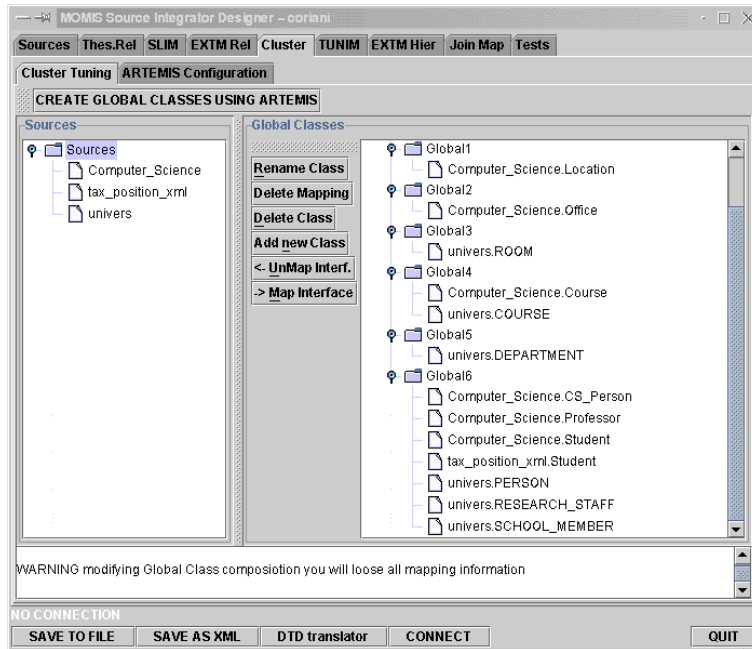 MOMIS Source Integrator Designer – coriani
Sources Thes.Rel SLIM EXTM Rel Cluster TUNIM EXTM Hier Join Map Tests
Cluster Tuning ARTEMIS Configuration
CREATE GLOBAL CLASSES USING ARTEMIS
Sources
Sources
Computer_Science
tax_position_xml
univers
Global Classes
Rename Class
Delete Mapping
Delete Class
Add new Class
<- UnMap Interf.
-> Map Interface
Global1
Computer_Science.Location
Global2
Computer_Science.Office
Global3
univers.ROOM
Global4
Computer_Science.Course
univers.COURSE
Global5
univers.DEPARTMENT
Global6
Computer_Science.CS_Person
Computer_Science.Professor
Computer_Science.Student
tax_position_xml.Student
univers.PERSON
univers.RESEARCH_STAFF
univers.SCHOOL_MEMBER
WARNING modifying Global Class composiotion you will loose all mapping information
NO CONNECTION
SAVE TO FILE SAVE AS XML DTD translator CONNECT QUIT